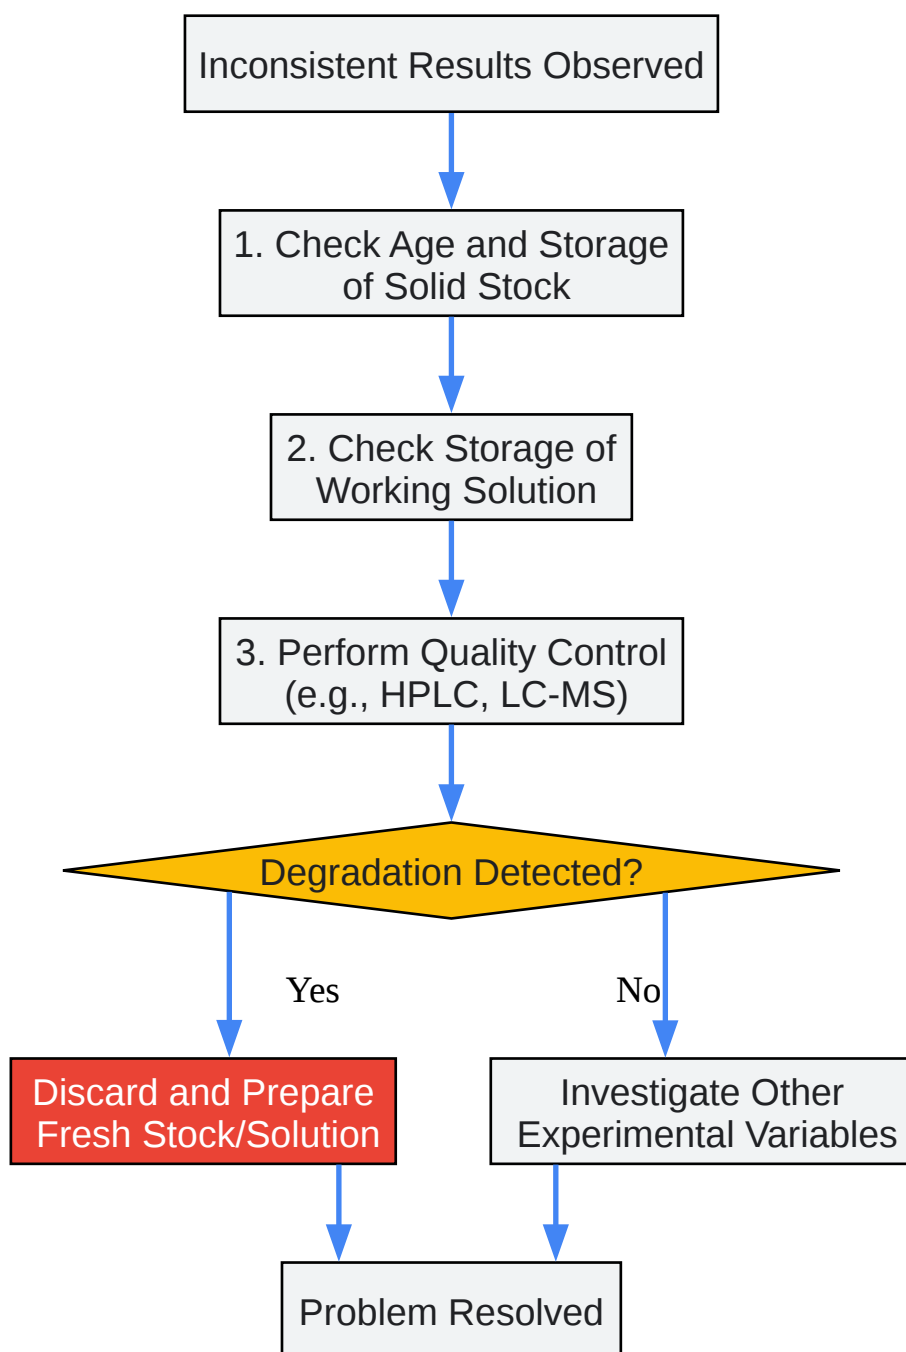 Inconsistent Results Observed
1. Check Age and Storage
of Solid Stock
2. Check Storage of
Working Solution
3. Perform Quality Control
(e.g., HPLC, LC-MS)
Degradation Detected?
Yes
No
Discard and Prepare
Fresh Stock/Solution
Investigate Other
Experimental Variables
Problem Resolved